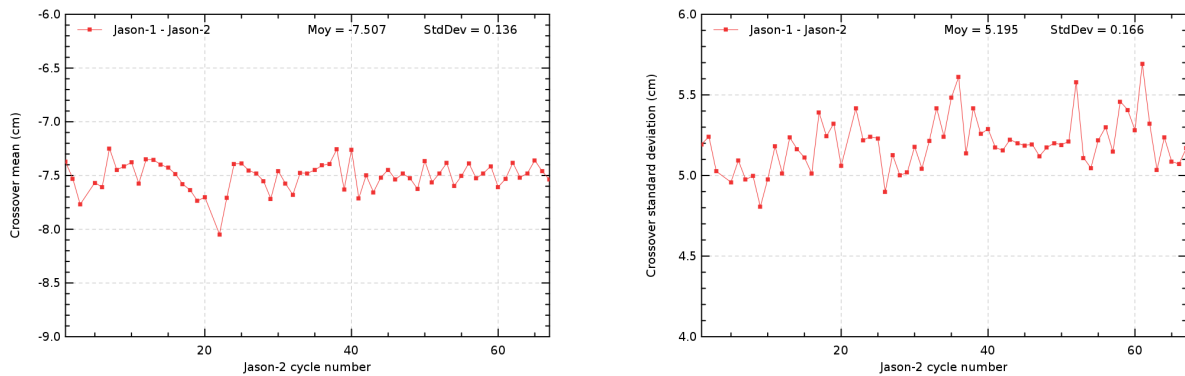 Jason-1 - Jason-2 Moy = -7.507 StdDev = 0.136
Crossover mean (cm)
-6.0
-6.5
-7.0
-7.5
-8.0
-8.5
-9.0
20 40 60
Jason-2 cycle number
Jason-1 - Jason-2 Moy = 5.195 StdDev = 0.166
Crossover standard deviation (cm)
6.0
5.5
5.0
4.5
4.0
20 40 60
Jason-2 cycle number